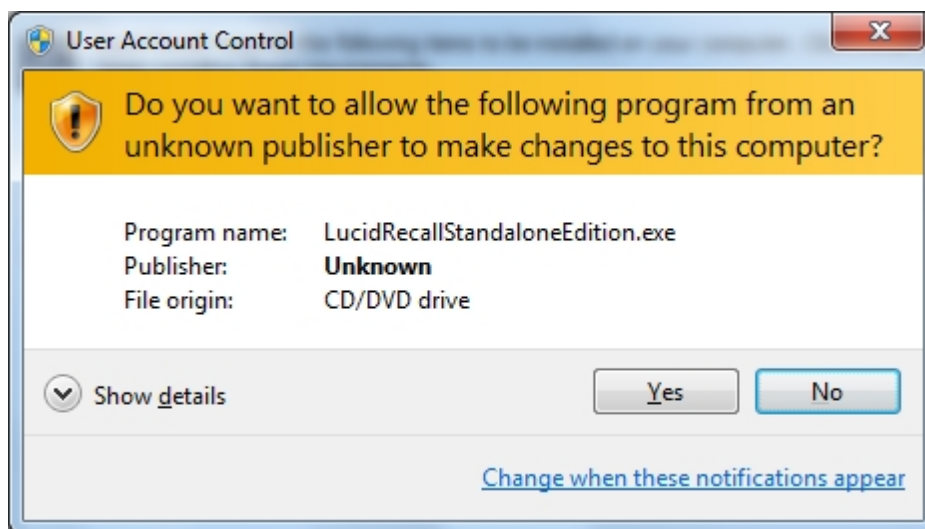 User Account Control
Do you want to allow the following program from an
unknown publisher to make changes to this computer?
Program name: LucidRecallStandaloneEdition.exe
Publisher: Unknown
File origin: CD/DVD drive
Show details
Yes
No
Change when these notifications appear